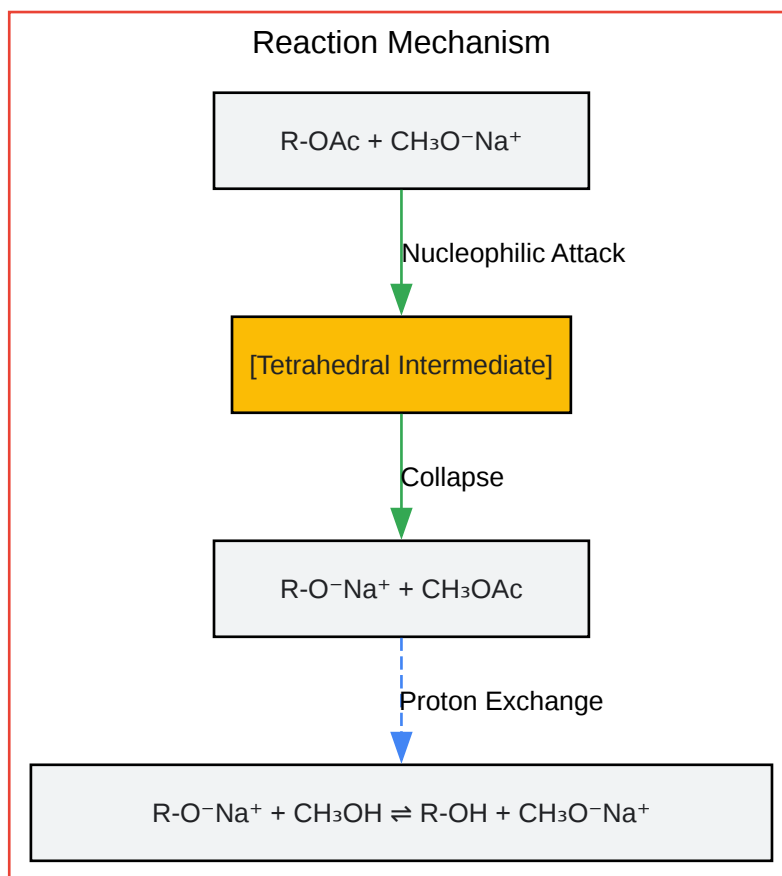 Reaction Mechanism
R-OAc + CH₃O⁻Na⁺
Nucleophilic Attack
[Tetrahedral Intermediate]
Collapse
R-O⁻Na⁺ + CH₃OAc
Proton Exchange
R-O⁻Na⁺ + CH₃OH ⇌ R-OH + CH₃O⁻Na⁺